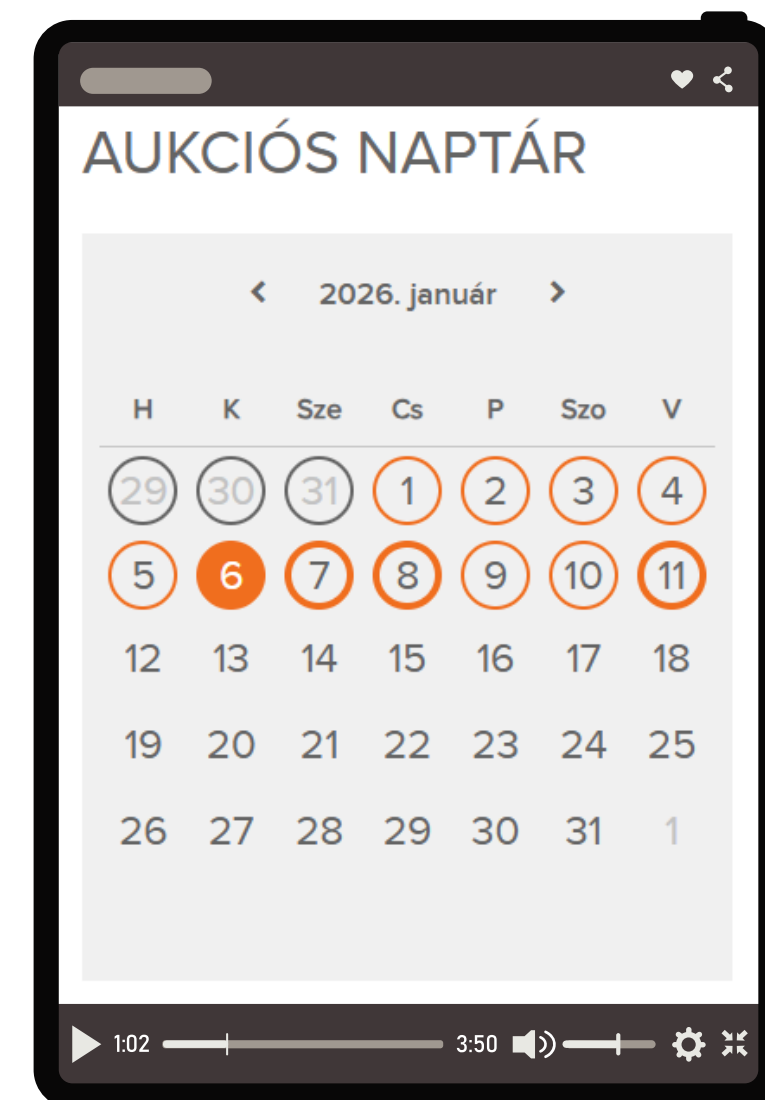 AUKCIÓS NAPTÁR
2026. január
H K Sze Cs P Szo V
29 30 31 1 2 3 4
5 6 7 8 9 10 11
12 13 14 15 16 17 18
19 20 21 22 23 24 25
26 27 28 29 30 31 1
1:02 3:50